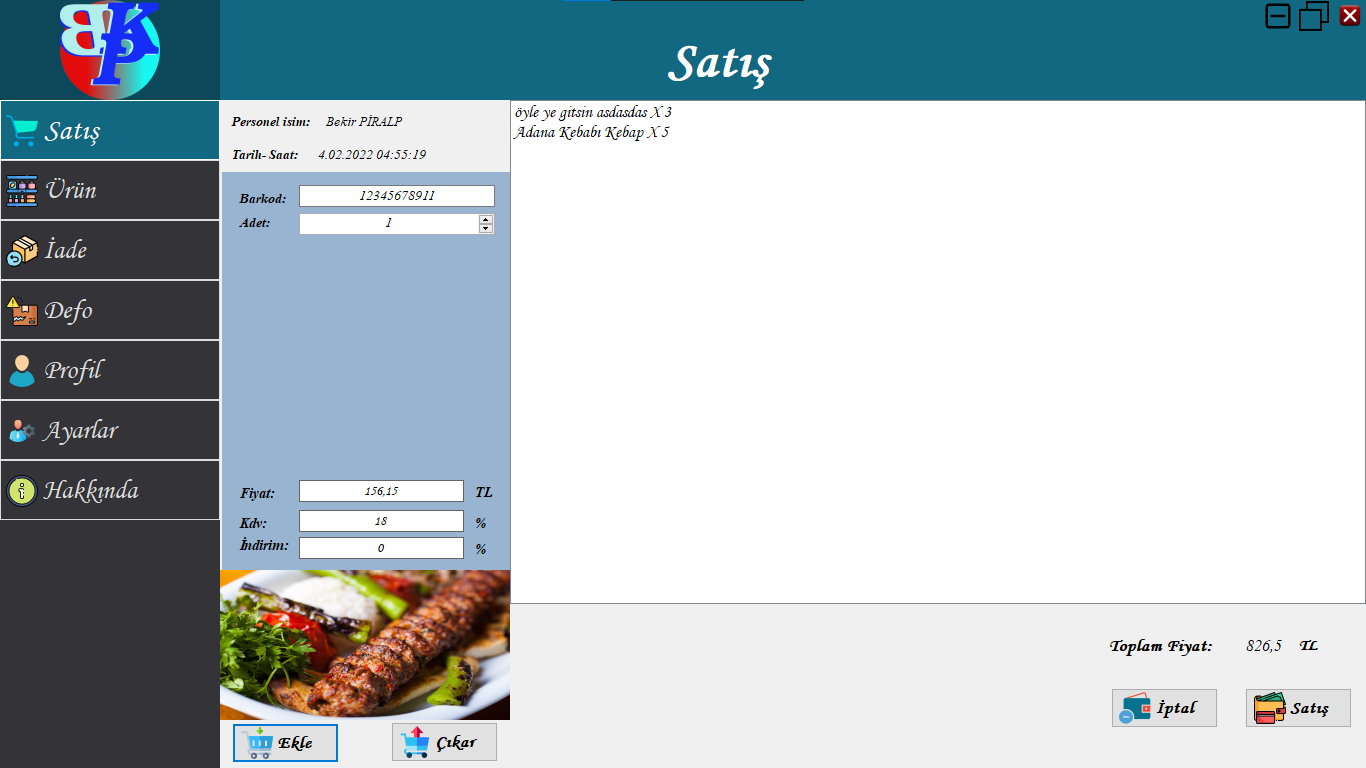 BKP
Satış
Satış
Ürün
İade
Defo
Profil
Ayarlar
Hakkında
Personel isim: Bekir PİRALP
Tarih- Saat: 4.02.2022 04:55:19
Barkod: 12345678911
Adet: 1
Fiyat: 156,15 TL
Kdv: 18 %
İndirim: 0 %
Ekle
Çıkar
öyle ye gitsin asdasdas X 3
Adana Kebabı Kebap X 5
Toplam Fiyat: 826,5 TL
İptal
Satış